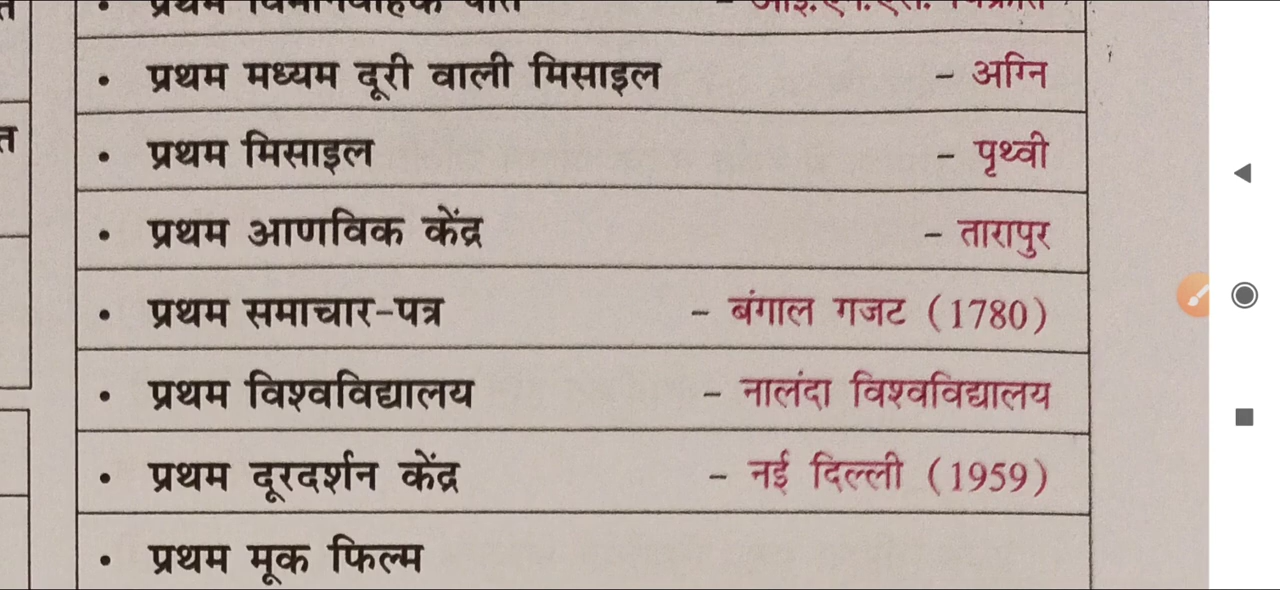 • प्रथम मध्यम दूरी वाली मिसाइल - अग्नि
त
• प्रथम मिसाइल - पृथ्वी
• प्रथम आणविक केंद्र - तारापुर
• प्रथम समाचार-पत्र - बंगाल गजट (1780)
• प्रथम विश्वविद्यालय - नालंदा विश्वविद्यालय
• प्रथम दूरदर्शन केंद्र - नई दिल्ली (1959)
• प्रथम मूक फिल्म